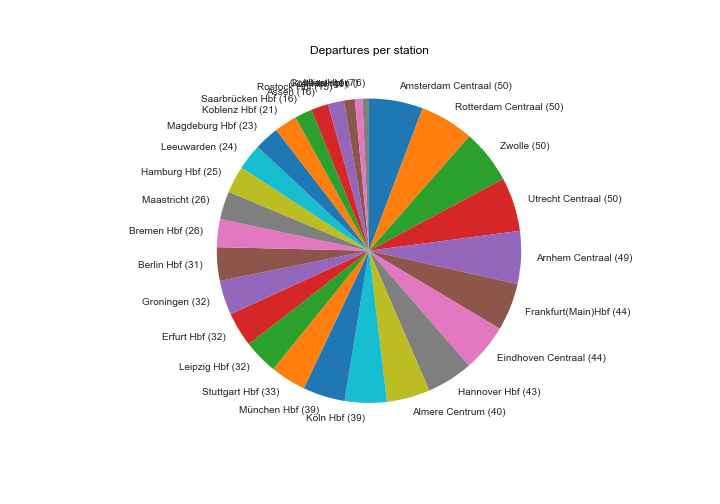 Departures per station
Amsterdam Centraal (50)
Rotterdam Centraal (50)
Zwolle (50)
Utrecht Centraal (50)
Arnhem Centraal (49)
Frankfurt(Main)Hbf (44)
Eindhoven Centraal (44)
Hannover Hbf (43)
Almere Centrum (40)
Köln Hbf (39)
München Hbf (39)
Stuttgart Hbf (33)
Leipzig Hbf (32)
Erfurt Hbf (32)
Groningen (32)
Berlin Hbf (31)
Bremen Hbf (26)
Maastricht (26)
Hamburg Hbf (25)
Leeuwarden (24)
Magdeburg Hbf (23)
Koblenz Hbf (21)
Saarbrücken Hbf (16)
Assen (16)
Rostock Hbf (15)